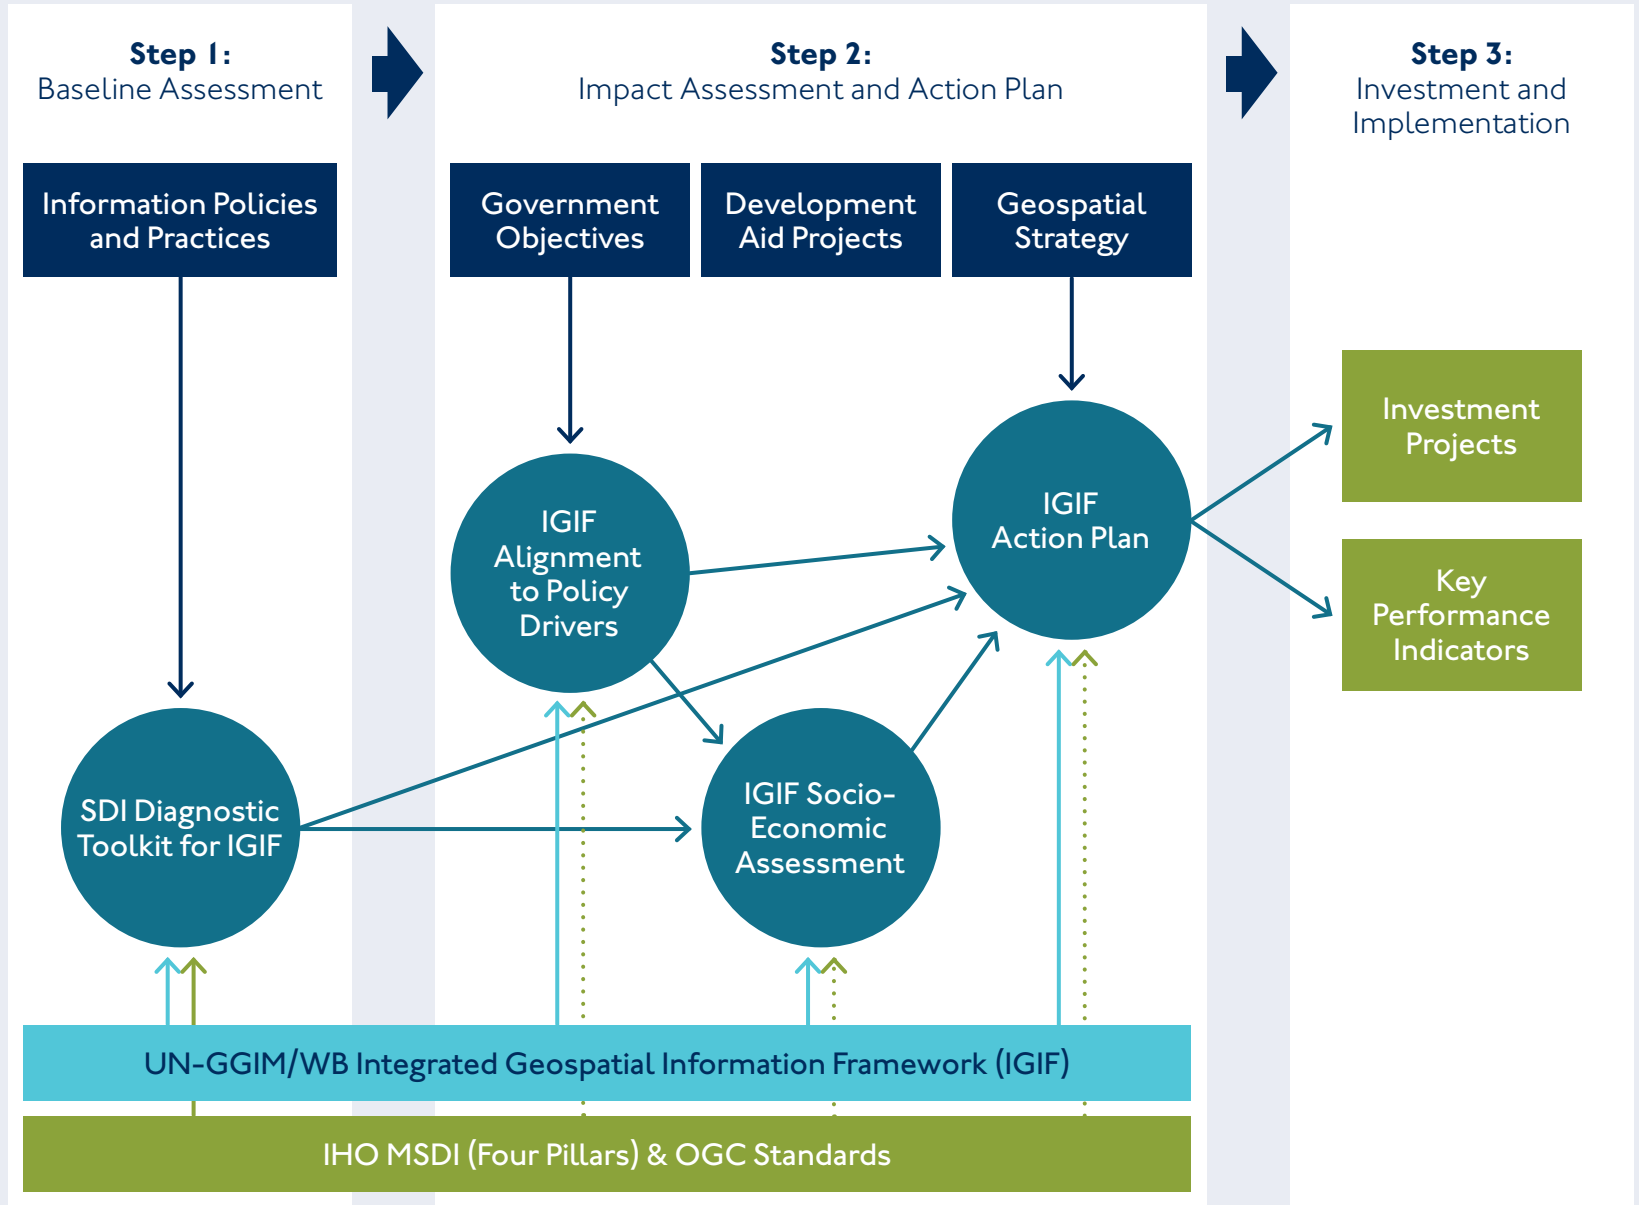 Step 1:
Baseline Assessment
Step 2:
Impact Assessment and Action Plan
Step 3:
Investment and
Implementation
Information Policies
and Practices
Government
Objectives
Development
Aid Projects
Geospatial
Strategy
Investment
Projects
IGIF
Action Plan
IGIF
Alignment
to Policy
Drivers
Key
Performance
Indicators
SDI Diagnostic
Toolkit for IGIF
IGIF Socio-
Economic
Assessment
UN-GGIM/WB Integrated Geospatial Information Framework (IGIF)
IHO MSDI (Four Pillars) & OGC Standards